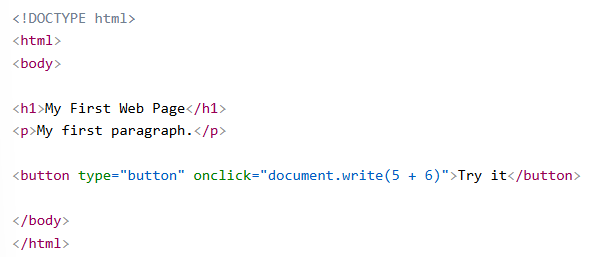 <!DOCTYPE html>
<html>
<body>
<h1>My First Web Page</h1>
<p>My first paragraph.</p>
<button type="button" onclick="document.write(5 + 6)">Try it</button>
</body>
</html>